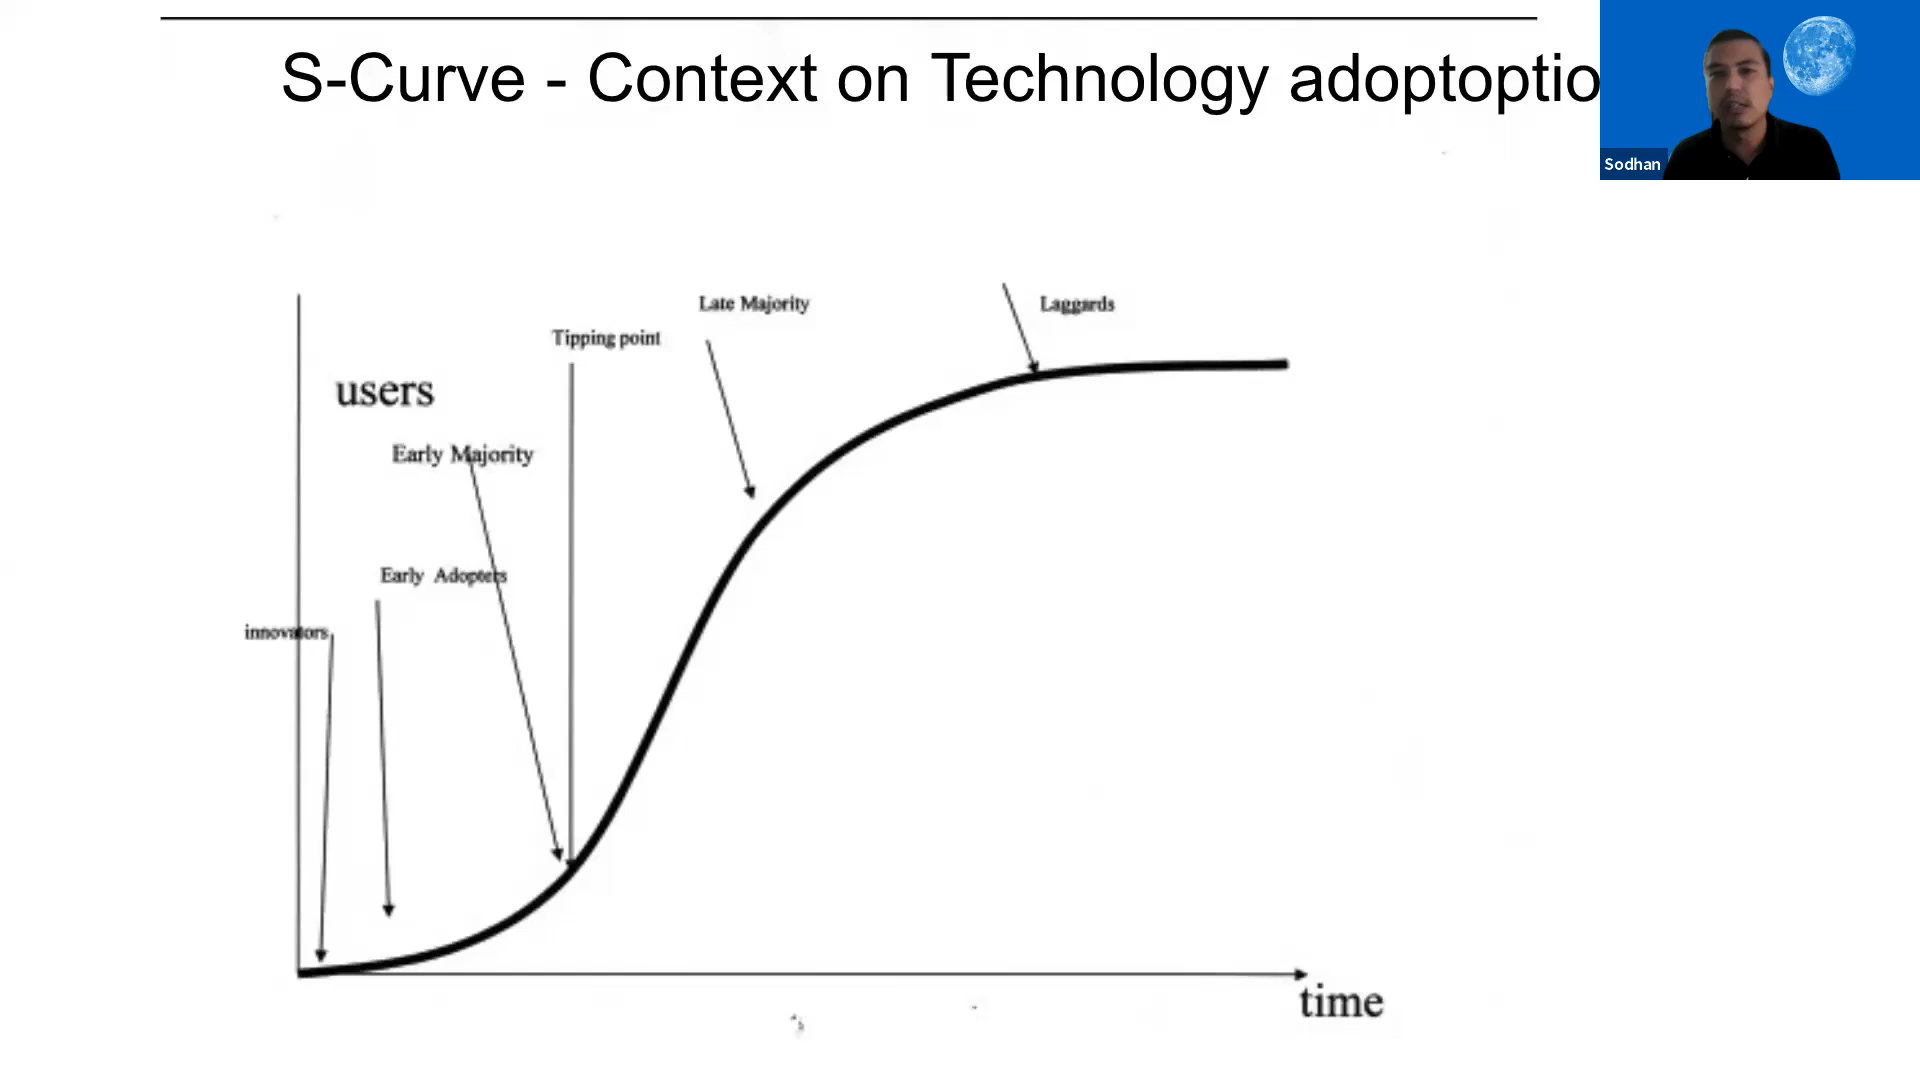 S-Curve - Context on Technology adoptoptio
Sodhan
Late Majority
Laggards
Tipping point
users
Early Majority
Early Adopters
innovators
time